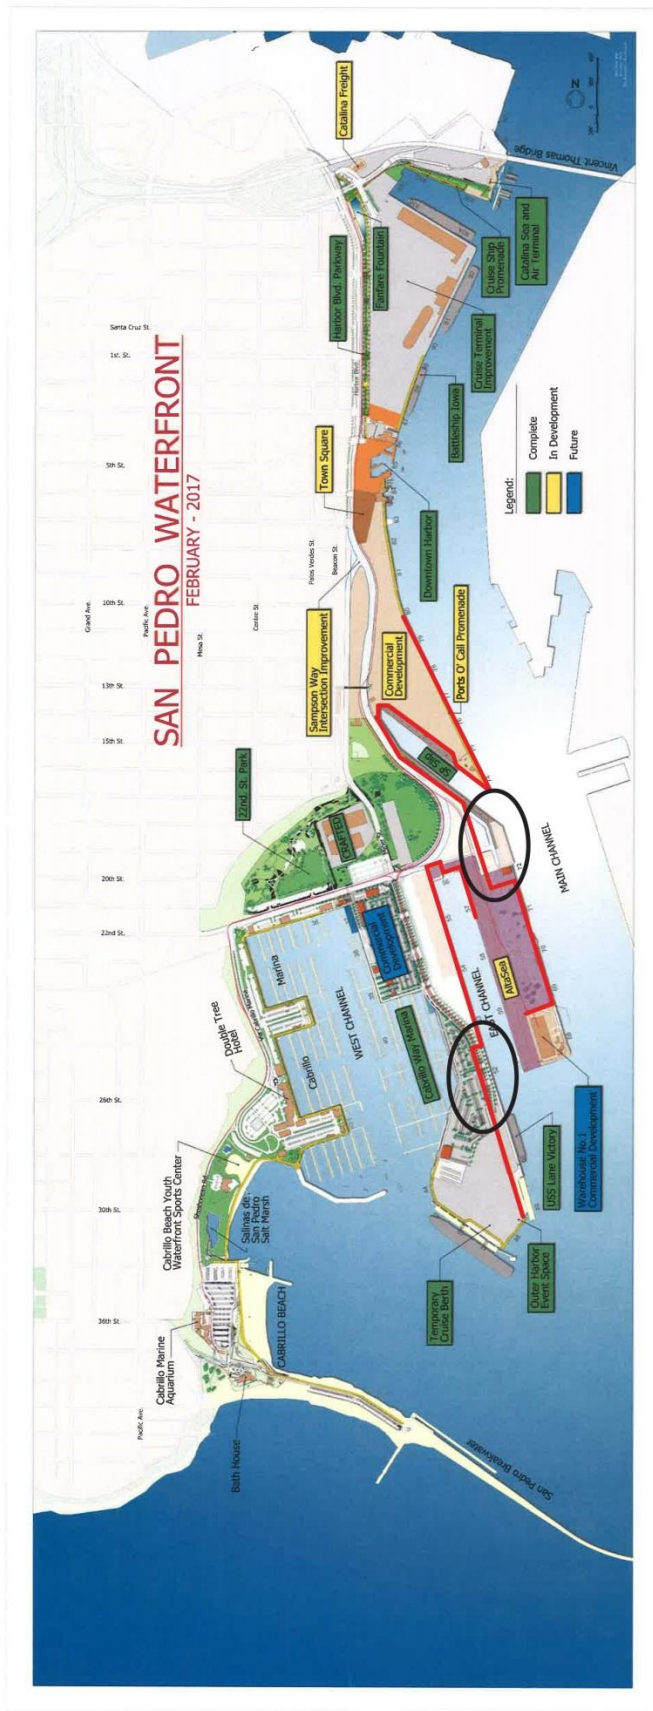 SAN PEDRO WATERFRONT
FEBRUARY - 2017
Catalina Freight
Vincent Thomas Bridge
N
Harbor Blvd. Parkway
Fanfare Fountain
Cruise Ship
Promenade
Catalina Sea and
Air Terminal
Cruise Terminal
Improvement
Battleship Iowa
Harbor Blvd.
Santa Cruz St.
1st. St.
5th St.
Town Square
Downtown Harbor
Legend:
Complete
In Development
Future
Palos Verdes St.
Beacon St.
Grand Ave.
Pacific Ave.
Mesa St.
Center St.
10th St.
13th St.
15th St.
Sampson Way
Intersection Improvement
Commercial
Development
Ports O' Call Promenade
SP Slip
22nd. St. Park
CRAFTED
20th St.
22nd St.
MAIN CHANNEL
Marina
Cabrillo
WEST CHANNEL
Commercial
Development
Cabrillo Way Marina
EAST CHANNEL
AltaSea
Double Tree
Hotel
26th St.
Warehouse No.1
Commercial Development
USS Lane Victory
Outer Harbor
Event Space
Temporary
Cruise Berth
Cabrillo Beach Youth
Waterfront Sports Center
30th St.
Salinas de
San Pedro
Salt Marsh
CABRILLO BEACH
Cabrillo Marine
Aquarium
36th St.
Pacific Ave.
Bath House
San Pedro Breakwater